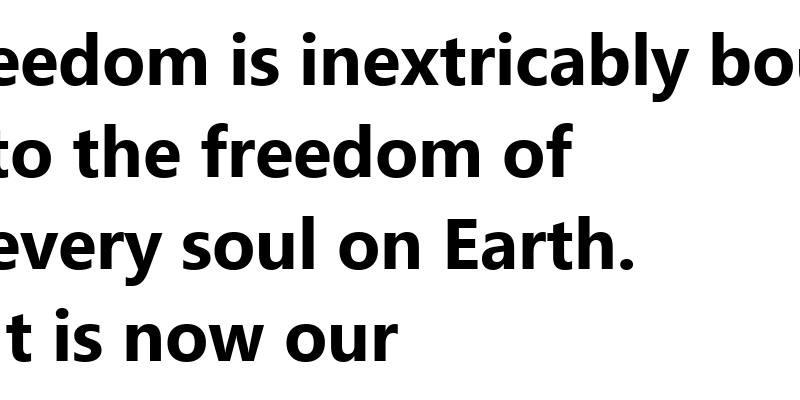 eedom is inextricably bou
to the freedom of
every soul on Earth.
t is now our